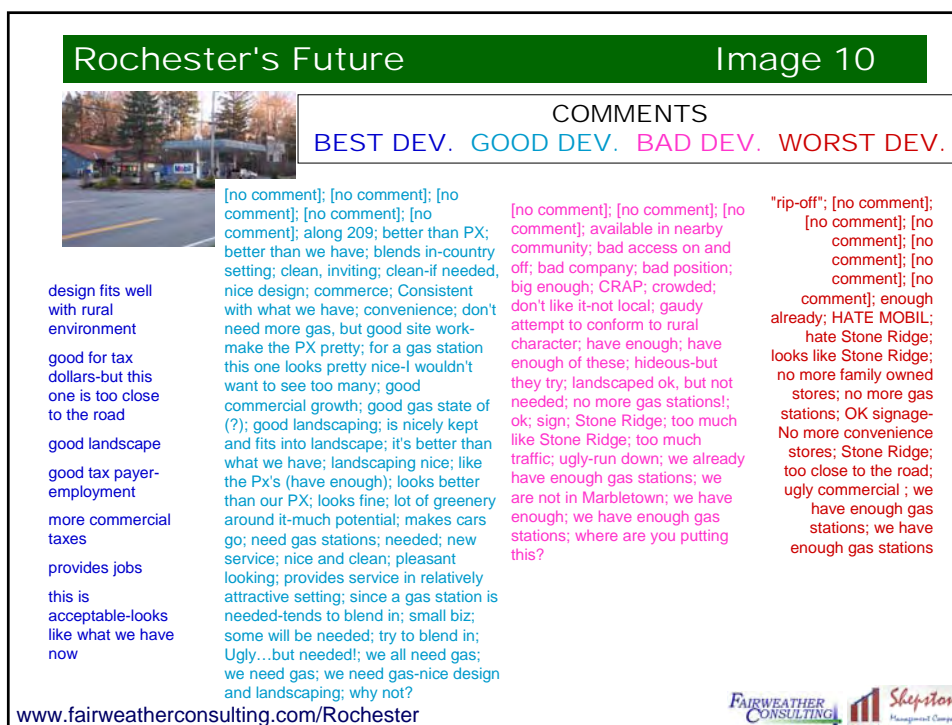 Rochester's Future
Image 10
COMMENTS
BEST DEV. GOOD DEV. BAD DEV. WORST DEV.
design fits well
with rural
environment
good for tax
dollars-but this
one is too close
to the road
good landscape
good tax payer-
employment
more commercial
taxes
provides jobs
this is
acceptable-looks
like what we have
now
[no comment]; [no comment]; [no
comment]; [no comment]; [no
comment]; along 209; better than PX;
better than we have; blends in-country
setting; clean, inviting; clean-if needed,
nice design; commerce; Consistent
with what we have; convenience; don't
need more gas, but good site work-
make the PX pretty; for a gas station
this one looks pretty nice-I wouldn't
want to see too many; good
commercial growth; good gas state of
(?); good landscaping; is nicely kept
and fits into landscape; it's better than
what we have; landscaping nice; like
the Px's (have enough); looks better
than our PX; looks fine; lot of greenery
around it-much potential; makes cars
go; need gas stations; needed; new
service; nice and clean; pleasant
looking; provides service in relatively
attractive setting; since a gas station is
needed-tends to blend in; small biz;
some will be needed; try to blend in;
Ugly…but needed!; we all need gas;
we need gas; we need gas-nice design
and landscaping; why not?
[no comment]; [no comment]; [no
comment]; available in nearby
community; bad access on and
off; bad company; bad position;
big enough; CRAP; crowded;
don't like it-not local; gaudy
attempt to conform to rural
character; have enough; have
enough of these; hideous-but
they try; landscaped ok, but not
needed; no more gas stations!;
ok; sign; Stone Ridge; too much
like Stone Ridge; too much
traffic; ugly-run down; we already
have enough gas stations; we
are not in Marbletown; we have
enough; we have enough gas
stations; where are you putting
this?
"rip-off"; [no comment];
[no comment]; [no
comment]; [no
comment]; [no
comment]; [no
comment]; enough
already; HATE MOBIL;
hate Stone Ridge;
looks like Stone Ridge;
no more family owned
stores; no more gas
stations; OK signage-
No more convenience
stores; Stone Ridge;
too close to the road;
ugly commercial ; we
have enough gas
stations; we have
enough gas stations
www.fairweatherconsulting.com/Rochester
FAIRWEATHER
CONSULTING
Shepston
Management